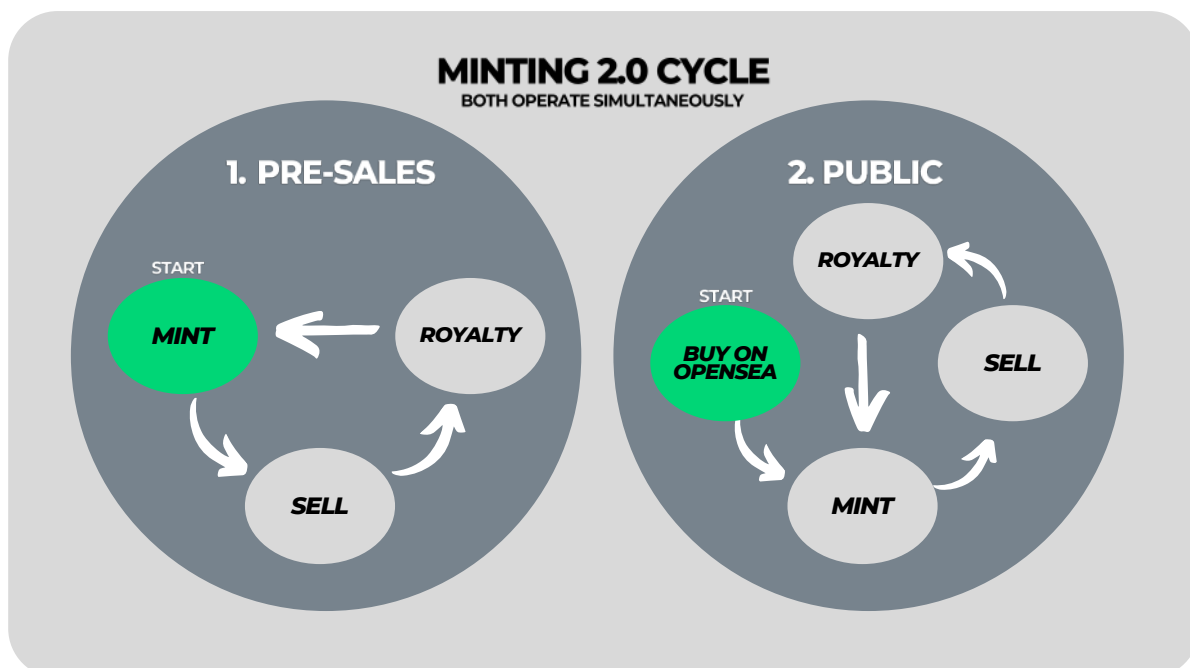 MINTING 2.0 CYCLE
BOTH OPERATE SIMULTANEOUSLY
1. PRE-SALES
START
MINT
ROYALTY
SELL
2. PUBLIC
ROYALTY
START
BUY ON
OPENSEA
SELL
MINT